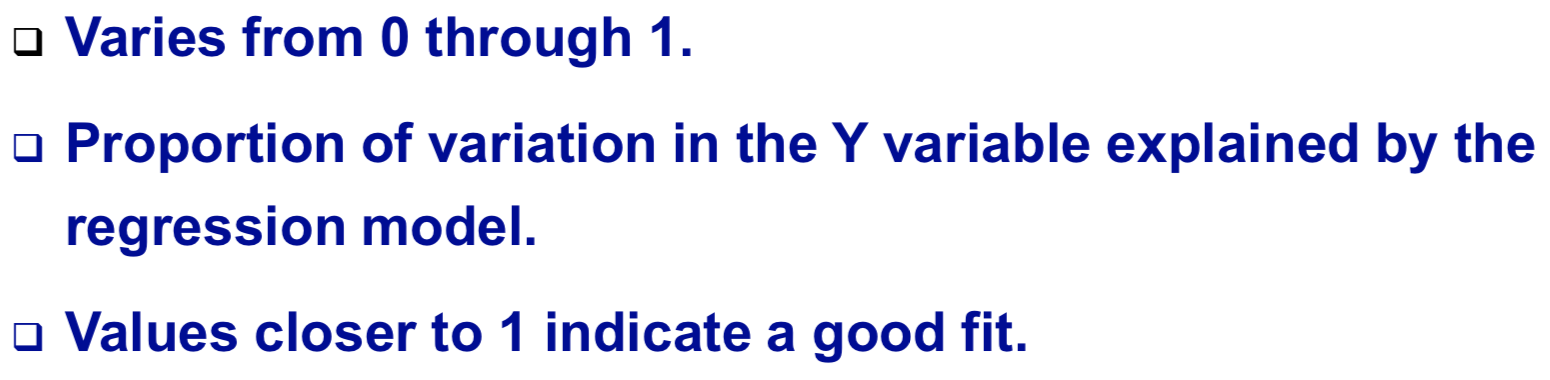 ❑ Varies from 0 through 1.
❑ Proportion of variation in the Y variable explained by the
regression model.
❑ Values closer to 1 indicate a good fit.